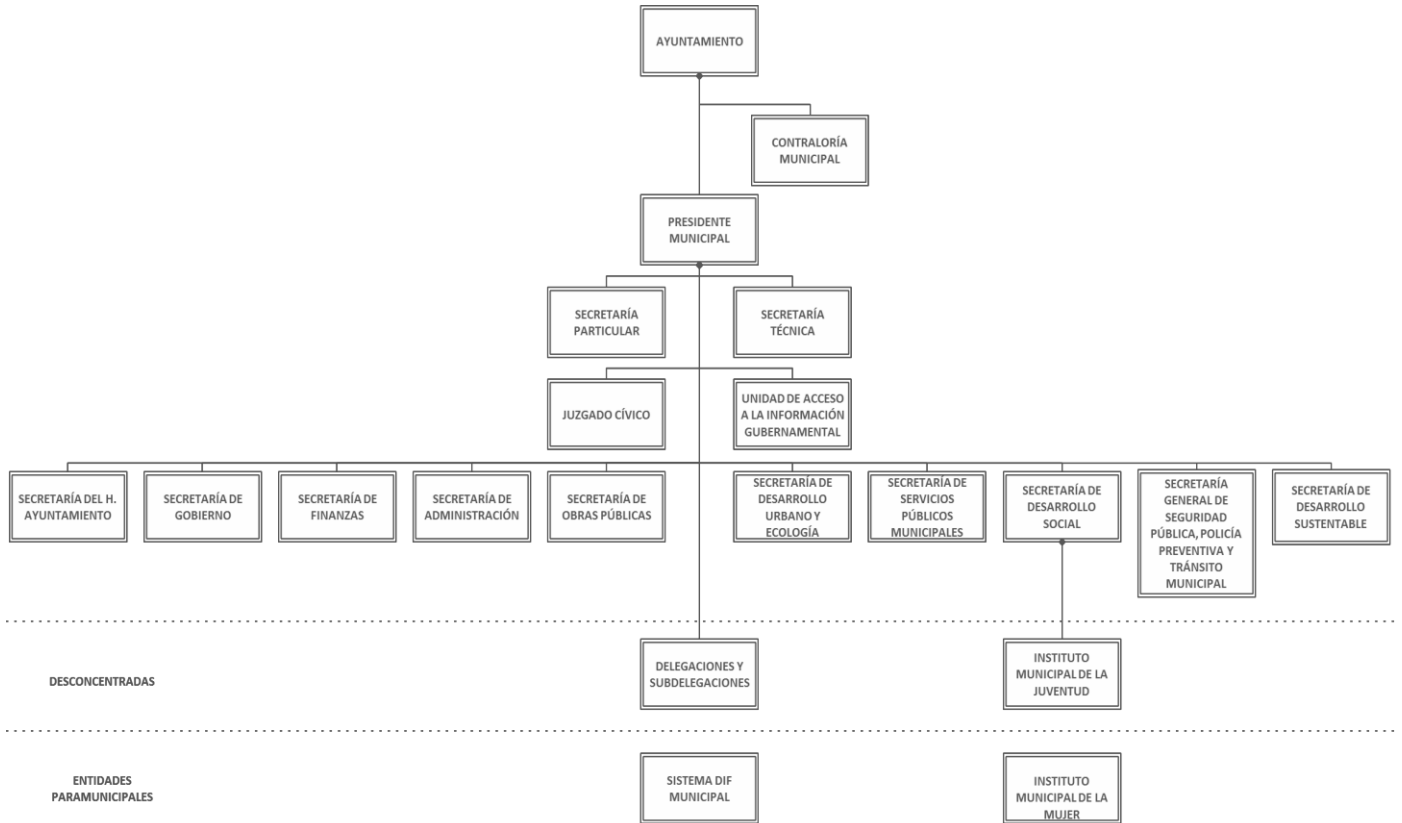 AYUNTAMIENTO
CONTRALORÍA
MUNICIPAL
PRESIDENTE
MUNICIPAL
SECRETARÍA
PARTICULAR
SECRETARÍA
TÉCNICA
JUZGADO CÍVICO
UNIDAD DE ACCESO
A LA INFORMACIÓN
GUBERNAMENTAL
SECRETARÍA DEL H.
AYUNTAMIENTO
SECRETARÍA DE
GOBIERNO
SECRETARÍA DE
FINANZAS
SECRETARÍA DE
ADMINISTRACIÓN
SECRETARÍA DE
OBRAS PÚBLICAS
SECRETARÍA DE
DESARROLLO
URBANO Y
ECOLOGÍA
SECRETARÍA DE
SERVICIOS
PÚBLICOS
MUNICIPALES
SECRETARÍA DE
DESARROLLO
SOCIAL
SECRETARÍA
GENERAL DE
SEGURIDAD
PÚBLICA, POLICÍA
PREVENTIVA Y
TRÁNSITO
MUNICIPAL
SECRETARÍA DE
DESARROLLO
SUSTENTABLE
DESCONCENTRADAS
DELEGACIONES Y
SUBDELEGACIONES
INSTITUTO
MUNICIPAL DE LA
JUVENTUD
ENTIDADES
PARAMUNICIPALES
SISTEMA DIF
MUNICIPAL
INSTITUTO
MUNICIPAL DE LA
MUJER